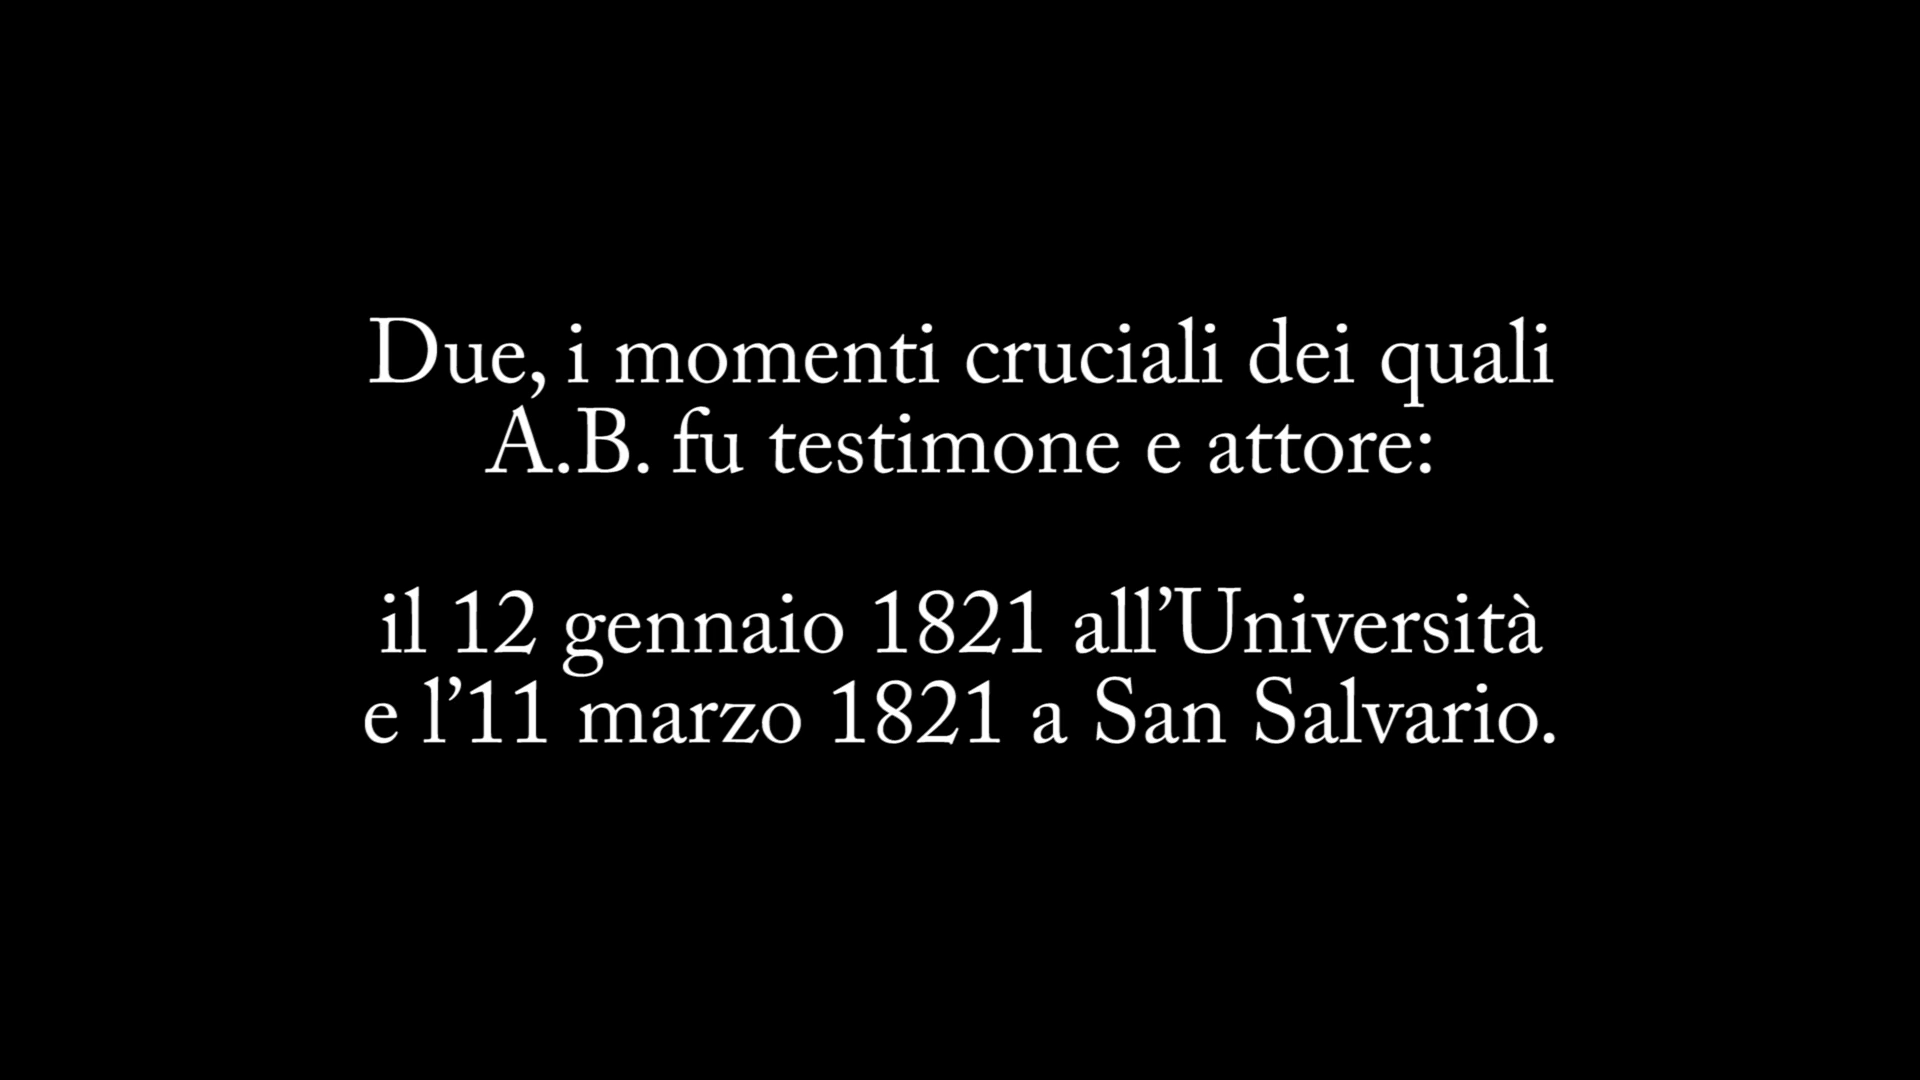 Due, i momenti cruciali dei quali
A.B. fu testimone e attore:
il 12 gennaio 1821 all’Università
e l’11 marzo 1821 a San Salvario.